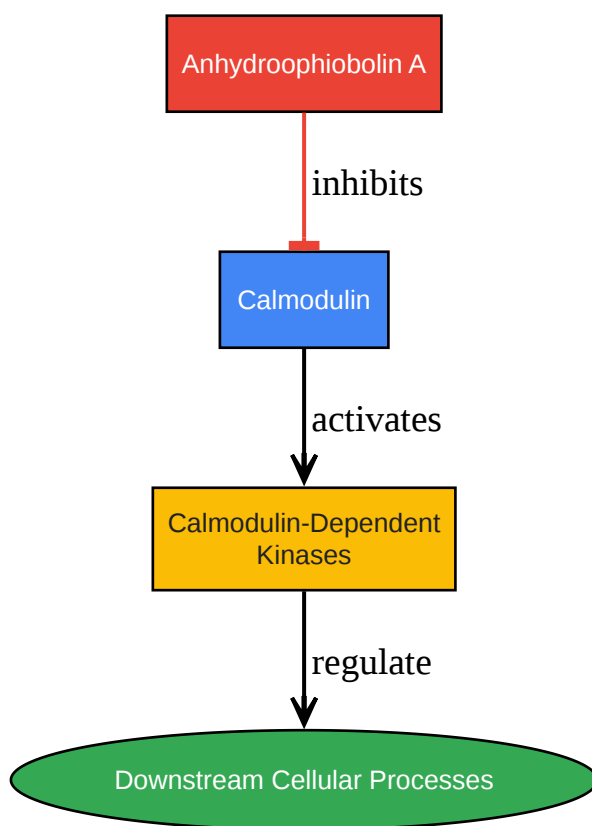 Anhydroophiobolin A
inhibits
Calmodulin
activates
Calmodulin-Dependent
Kinases
regulate
Downstream Cellular Processes